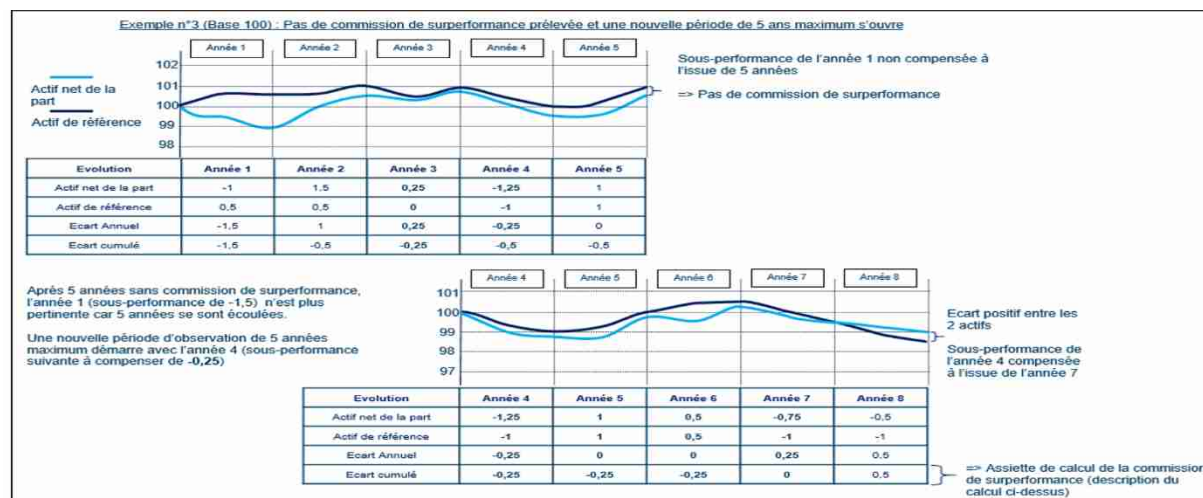 Exemple n°3 (Base 100) : Pas de commission de surperformance prélevée et une nouvelle période de 5 ans maximum s'ouvre
Année 1 Année 2 Année 3 Année 4 Année 5
102
101
100
99
98
Actif net de la
part
Actif de référence
Sous-performance de l'année 1 non compensée à
l'issue de 5 années
=> Pas de commission de surperformance
Evolution Année 1 Année 2 Année 3 Année 4 Année 5
Actif net de la part -1 1.5 0,25 -1,25 1
Actif de référence 0,5 0,5 0 -1 1
Ecart Annuel -1,5 1 0,25 -0,25 0
Ecart cumulé -1,5 -0,5 -0,25 -0,5 -0,5
Après 5 années sans commission de surperformance,
l'année 1 (sous-performance de -1,5) n'est plus
pertinente car 5 années se sont écoulées.
Une nouvelle période d'observation de 5 années
maximum démarre avec l'année 4 (sous-performance
suivante à compenser de -0,25)
Année 4 Année 5 Année 6 Année 7 Année 8
101
100
99
98
97
Ecart positif entre les
2 actifs
Sous-performance de
l'année 4 compensée
à l'issue de l'année 7
Evolution Année 4 Année 5 Année 6 Année 7 Année 8
Actif net de la part -1,25 1 0,5 -0,75 -0.5
Actif de référence -1 1 0,5 -1 -1
Ecart Annuel -0,25 0 0 0,25 0.5
Ecart cumulé -0,25 -0,25 -0,25 0 0,5
=> Assiette de calcul de la commission
de surperformance (description du
calcul ci-dessus)